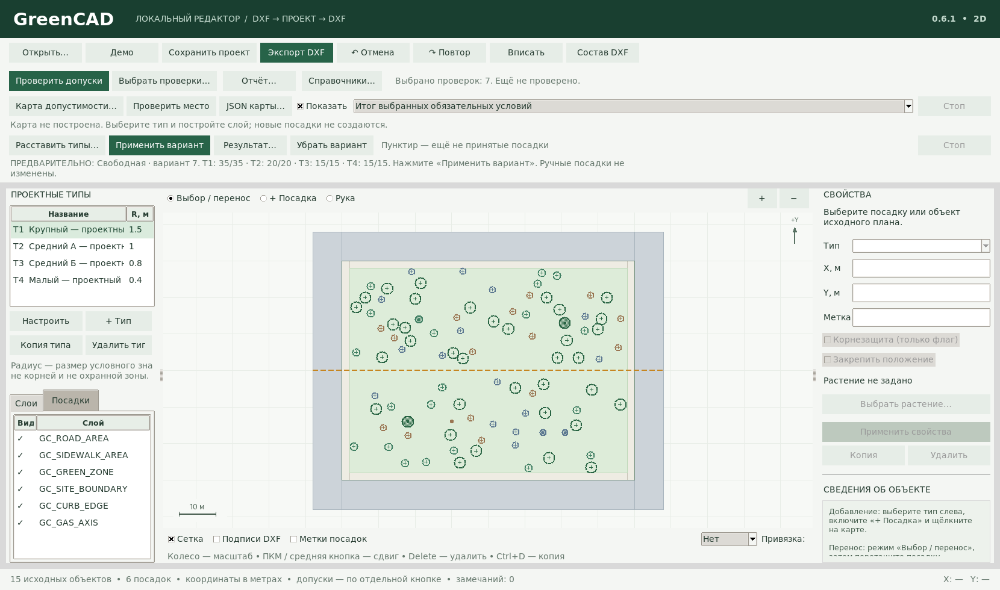 GreenCAD ЛОКАЛЬНЫЙ РЕДАКТОР / DXF → ПРОЕКТ → DXF 0.6.1 • 2D
Открыть... Демо Сохранить проект Экспорт DXF ↶ Отмена ↷ Повтор Вписать Состав DXF
Проверить допуски Выбрать проверки... Отчёт... Справочники... Выбрано проверок: 7. Ещё не проверено.
Карта допустимости... Проверить место JSON карты... Показать Итог выбранных обязательных условий Стоп
Карта не построена. Выберите тип и постройте слой; новые посадки не создаются.
Расставить типы... Применить вариант Результат... Убрать вариант Пунктир — ещё не принятые посадки Стоп
ПРЕДВАРИТЕЛЬНО: Свободная · вариант 7. T1: 35/35 · T2: 20/20 · T3: 15/15 · T4: 15/15. Нажмите «Применить вариант». Ручные посадки не
изменены.
ПРОЕКТНЫЕ ТИПЫ
Название R, м
T1 Крупный — проектны 1.5
T2 Средний А — проектн 1
T3 Средний Б — проектн 0.8
T4 Малый — проектный 0.4
Настроить + Тип
Копия типа Удалить тип
Радиус — размер условного зна
не корней и не охранной зоны.
Слои Посадки
Вид Слой
✓ GC_ROAD_AREA
✓ GC_SIDEWALK_AREA
✓ GC_GREEN_ZONE
✓ GC_SITE_BOUNDARY
✓ GC_CURB_EDGE
✓ GC_GAS_AXIS
Выбор / перенос + Посадка Рука + −
+Y
10 м
Сетка Подписи DXF Метки посадок Нет Привязка:
Колесо — масштаб • ПКМ / средняя кнопка — сдвиг • Delete — удалить • Ctrl+D — копия
СВОЙСТВА
Выберите посадку или объект
исходного плана.
Тип
X, м
Y, м
Метка
Корнезащита (только флаг)
Закрепить положение
Растение не задано
Выбрать растение...
Применить свойства
Копия Удалить
СВЕДЕНИЯ ОБ ОБЪЕКТЕ
Добавление: выберите тип слева,
включите «+ Посадка» и щёлкните
на карте.
Перенос: режим «Выбор / перенос»,
затем перетащите посадку.
15 исходных объектов • 6 посадок • координаты в метрах • допуски — по отдельной кнопке • замечаний: 0 X: — Y: —